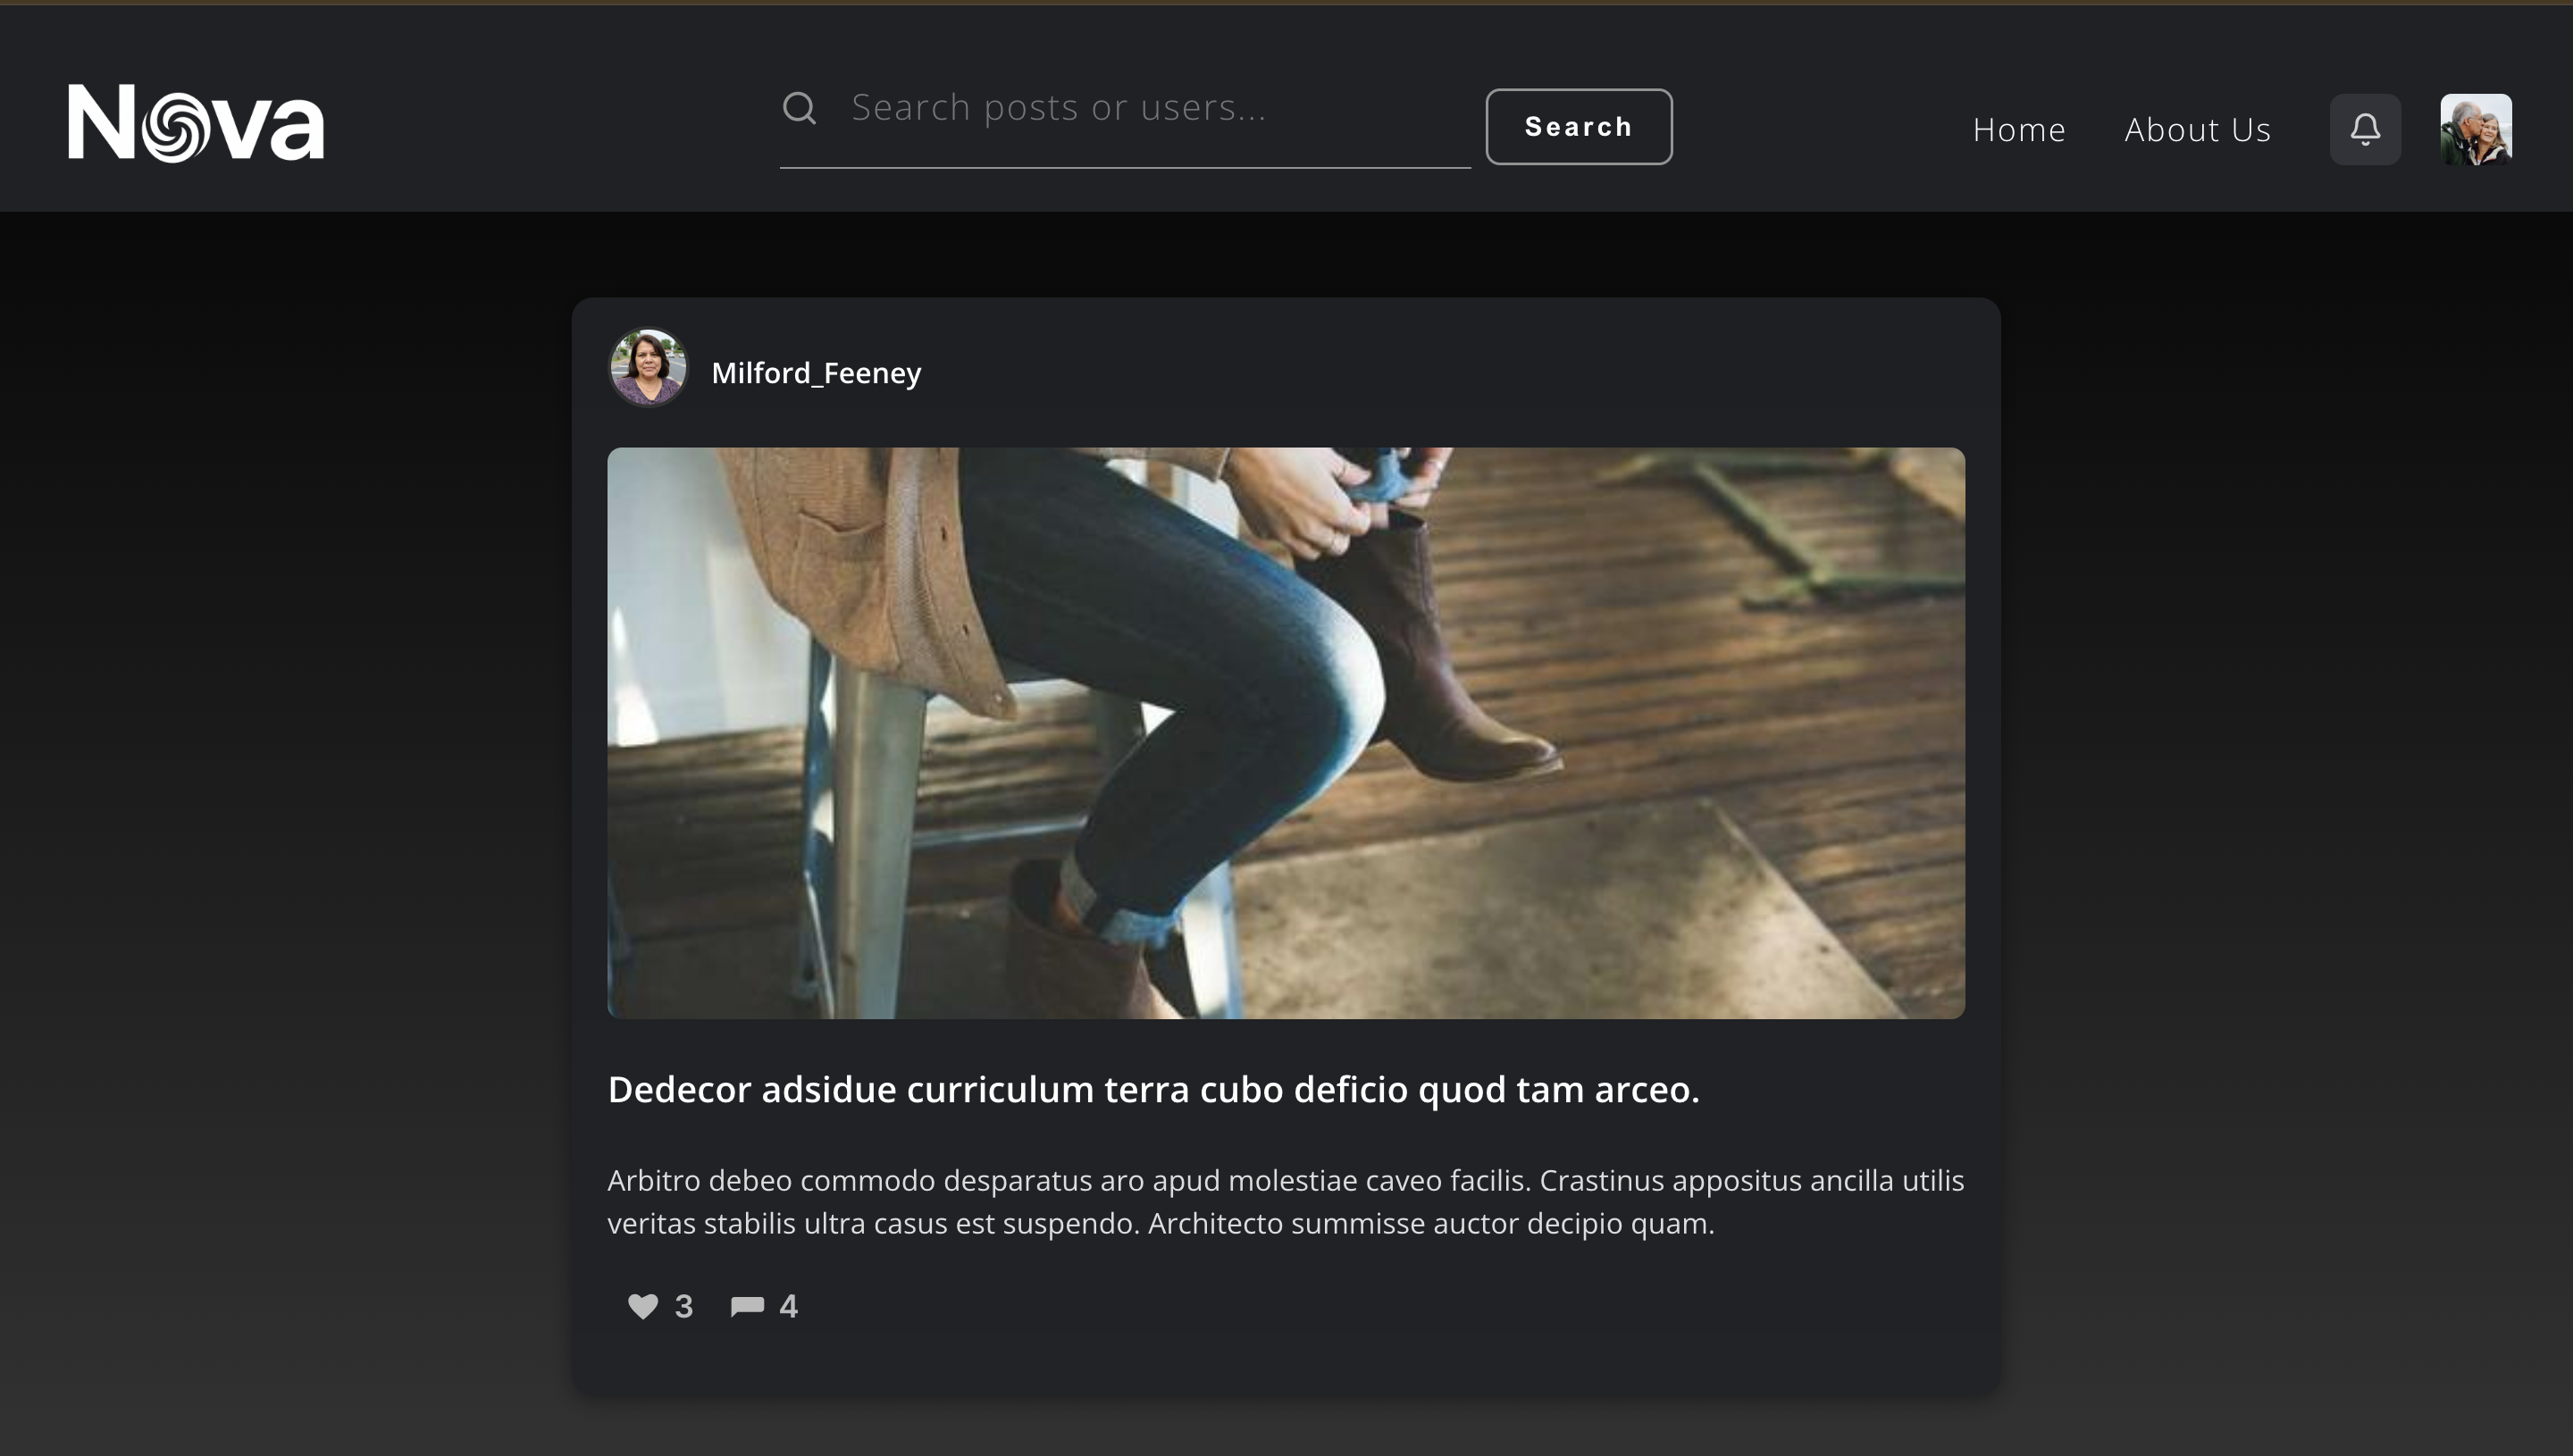 Nova
Search posts or users...
Search
Home
About Us
Milford_Feeney
Dedecor adsidue curriculum terra cubo deficio quod tam arceo.
Arbitro debeo commodo desparatus aro apud molestiae caveo facilis. Crastinus appositus ancilla utilis
veritas stabilis ultra casus est suspendo. Architecto summisse auctor decipio quam.
3 4